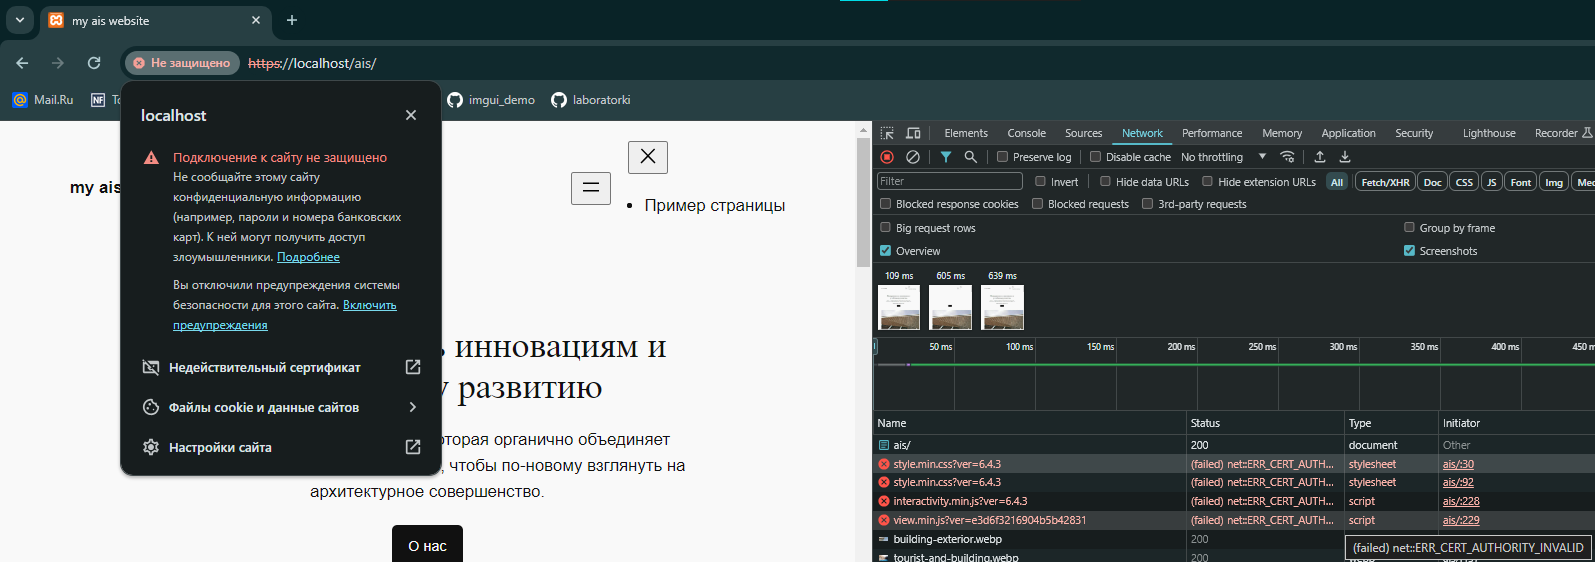 my ais website
Не защищено
https://localhost/ais/
Mail.Ru
imgui_demo
laboratorki
localhost
Подключение к сайту не защищено
Не сообщайте этому сайту
конфиденциальную информацию
(например, пароли и номера банковских
карт). К ней могут получить доступ
злоумышленники. Подробнее
Вы отключили предупреждения системы
безопасности для этого сайта. Включить
предупреждения
Недействительный сертификат
Файлы cookie и данные сайтов
Настройки сайта
my ais
Пример страницы
инновациям и
развитию
оторая органично объединяет
, чтобы по-новому взглянуть на
архитектурное совершенство.
О нас
Elements Console Sources Network Performance Memory Application Security Lighthouse Recorder
Preserve log Disable cache No throttling
Filter Invert Hide data URLs Hide extension URLs All Fetch/XHR Doc CSS JS Font Img Med
Blocked response cookies Blocked requests 3rd-party requests
Big request rows Group by frame
Overview Screenshots
109 ms 605 ms 639 ms
50 ms 100 ms 150 ms 200 ms 250 ms 300 ms 350 ms 400 ms 450 m
Name Status Type Initiator
ais/ 200 document Other
style.min.css?ver=6.4.3 (failed) net::ERR_CERT_AUTH... stylesheet ais/:30
style.min.css?ver=6.4.3 (failed) net::ERR_CERT_AUTH... stylesheet ais/:92
interactivity.min.js?ver=6.4.3 (failed) net::ERR_CERT_AUTH... script ais/:228
view.min.js?ver=e3d6f3216904b5b42831 (failed) net::ERR_CERT_AUTH... script ais/:229
building-exterior.webp 200
(failed) net::ERR_CERT_AUTHORITY_INVALID
tourist-and-building.webp 200